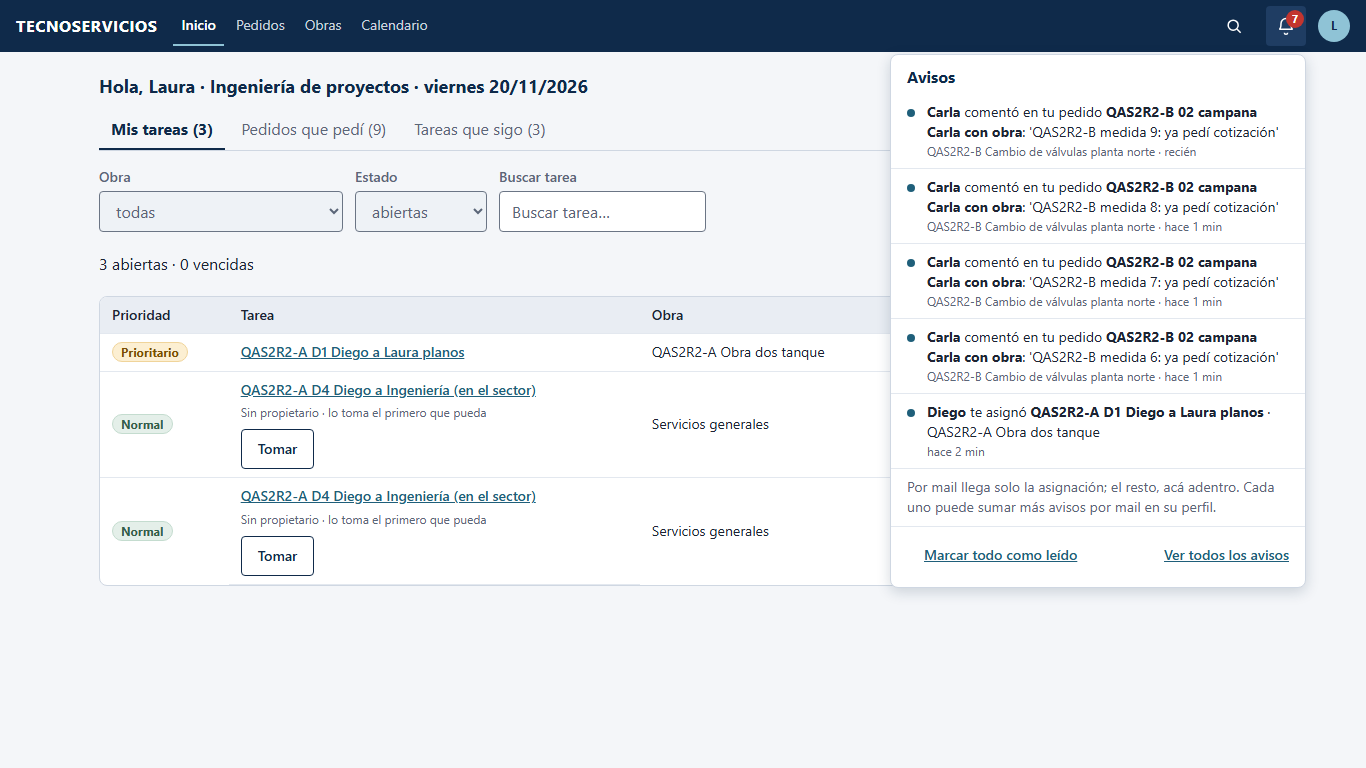 TECNOSERVICIOS Inicio Pedidos Obras Calendario 7 L
Hola, Laura · Ingeniería de proyectos · viernes 20/11/2026
Mis tareas (3) Pedidos que pedí (9) Tareas que sigo (3)
Obra Estado Buscar tarea
todas abiertas Buscar tarea...
3 abiertas · 0 vencidas
Prioridad Tarea Obra
Prioritario QAS2R2-A D1 Diego a Laura planos QAS2R2-A Obra dos tanque
QAS2R2-A D4 Diego a Ingeniería (en el sector)
Sin propietario · lo toma el primero que pueda
Normal Servicios generales
Tomar
QAS2R2-A D4 Diego a Ingeniería (en el sector)
Sin propietario · lo toma el primero que pueda
Normal Servicios generales
Tomar
Avisos
Carla comentó en tu pedido QAS2R2-B 02 campana
Carla con obra: 'QAS2R2-B medida 9: ya pedí cotización'
QAS2R2-B Cambio de válvulas planta norte · recién
Carla comentó en tu pedido QAS2R2-B 02 campana
Carla con obra: 'QAS2R2-B medida 8: ya pedí cotización'
QAS2R2-B Cambio de válvulas planta norte · hace 1 min
Carla comentó en tu pedido QAS2R2-B 02 campana
Carla con obra: 'QAS2R2-B medida 7: ya pedí cotización'
QAS2R2-B Cambio de válvulas planta norte · hace 1 min
Carla comentó en tu pedido QAS2R2-B 02 campana
Carla con obra: 'QAS2R2-B medida 6: ya pedí cotización'
QAS2R2-B Cambio de válvulas planta norte · hace 1 min
Diego te asignó QAS2R2-A D1 Diego a Laura planos ·
QAS2R2-A Obra dos tanque
hace 2 min
Por mail llega solo la asignación; el resto, acá adentro. Cada
uno puede sumar más avisos por mail en su perfil.
Marcar todo como leído Ver todos los avisos